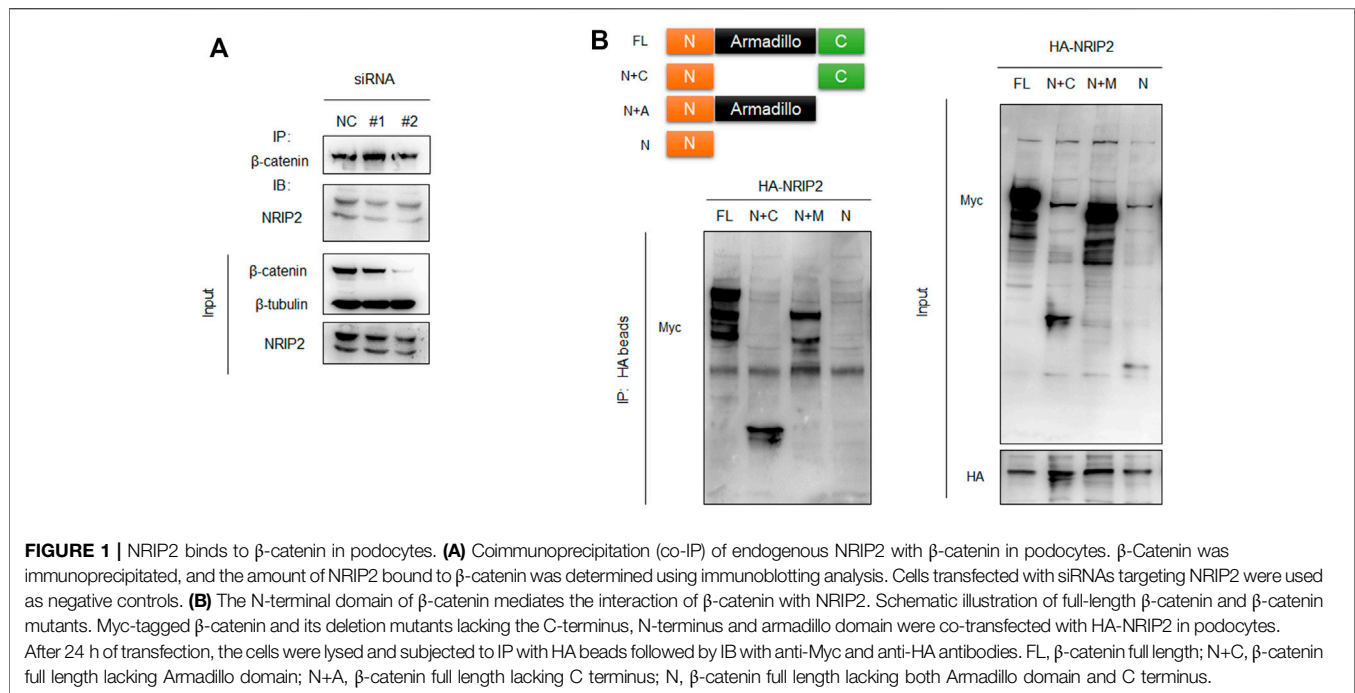 A
siRNA
NC #1 #2
IP:
β-catenin
IB:
NRIP2
Input
β-catenin
β-tubulin
NRIP2
B
FL N Armadillo C
N+C N C
N+A N Armadillo
N N
HA-NRIP2
FL N+C N+M N
IP: HA beads
Myc
HA-NRIP2
FL N+C N+M N
Input
Myc
HA
FIGURE 1 | NRIP2 binds to β-catenin in podocytes. (A) Coimmunoprecipitation (co-IP) of endogenous NRIP2 with β-catenin in podocytes. β-Catenin was
immunoprecipitated, and the amount of NRIP2 bound to β-catenin was determined using immunoblotting analysis. Cells transfected with siRNAs targeting NRIP2 were used
as negative controls. (B) The N-terminal domain of β-catenin mediates the interaction of β-catenin with NRIP2. Schematic illustration of full-length β-catenin and β-catenin
mutants. Myc-tagged β-catenin and its deletion mutants lacking the C-terminus, N-terminus and armadillo domain were co-transfected with HA-NRIP2 in podocytes.
After 24 h of transfection, the cells were lysed and subjected to IP with HA beads followed by IB with anti-Myc and anti-HA antibodies. FL, β-catenin full length; N+C, β-catenin
full length lacking Armadillo domain; N+A, β-catenin full length lacking C terminus; N, β-catenin full length lacking both Armadillo domain and C terminus.